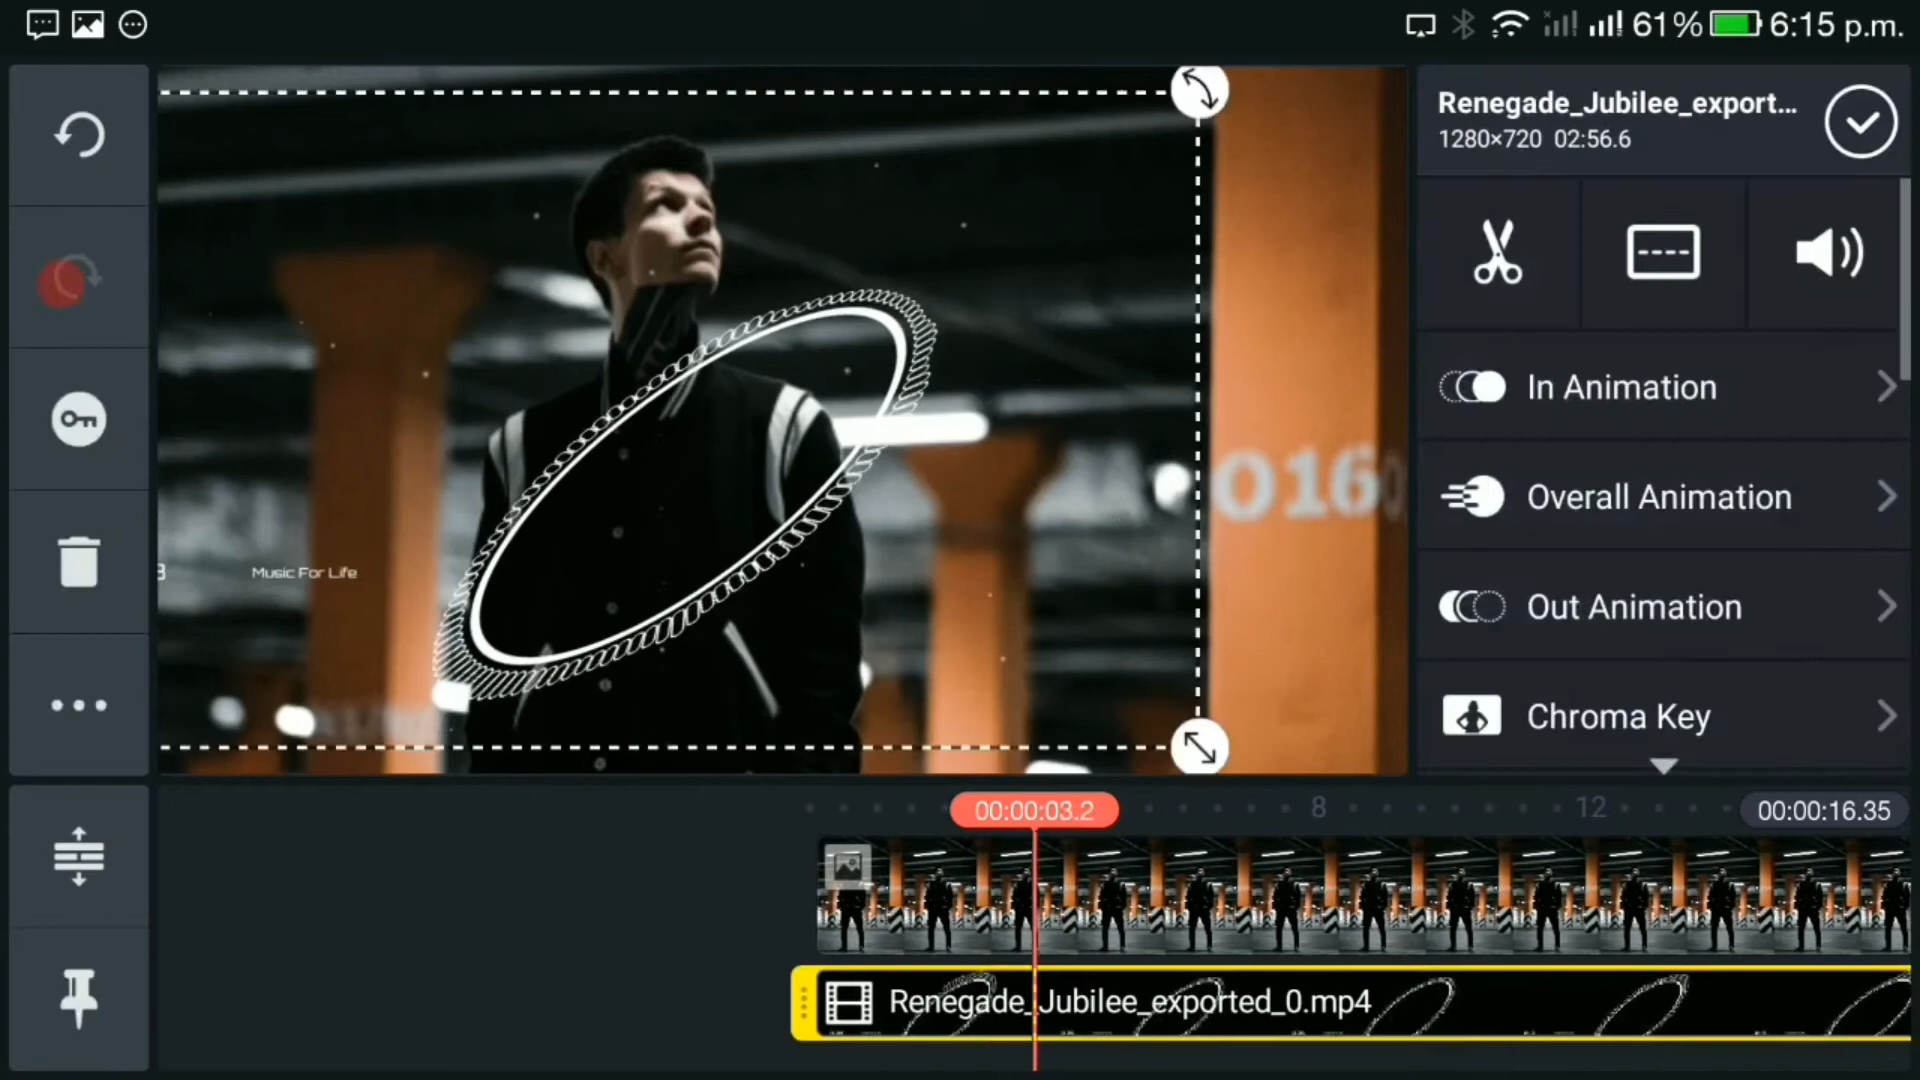 61% 6:15 p.m.
Renegade_Jubilee_export...
1280×720 02:56.6
In Animation
Overall Animation
016
Music For Life
Out Animation
Chroma Key
00:00:03.2 8 12 00:00:16.35
Renegade_Jubilee_exported_0.mp4